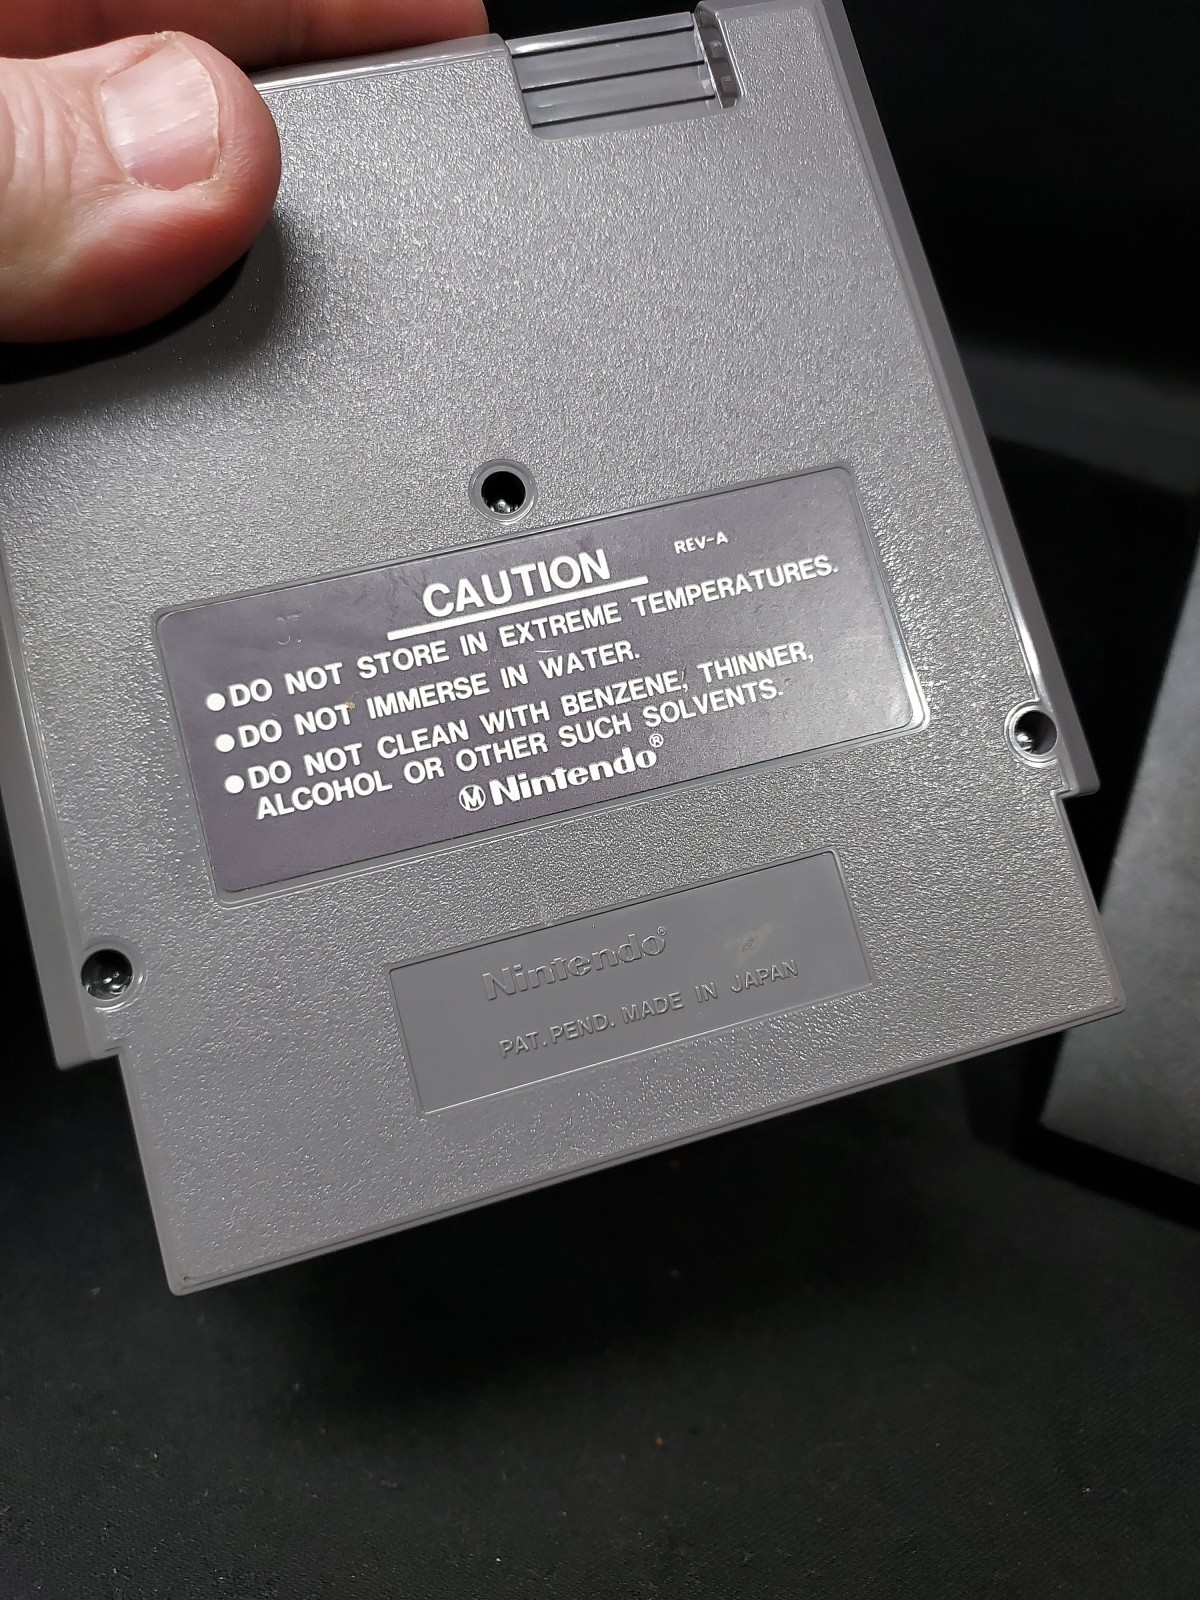 CAUTION REV-A
●DO NOT STORE IN EXTREME TEMPERATURES.
●DO NOT IMMERSE IN WATER.
●DO NOT CLEAN WITH BENZENE, THINNER,
ALCOHOL OR OTHER SUCH SOLVENTS.
Ⓜ Nintendo®
Nintendo®
PAT. PEND. MADE IN JAPAN